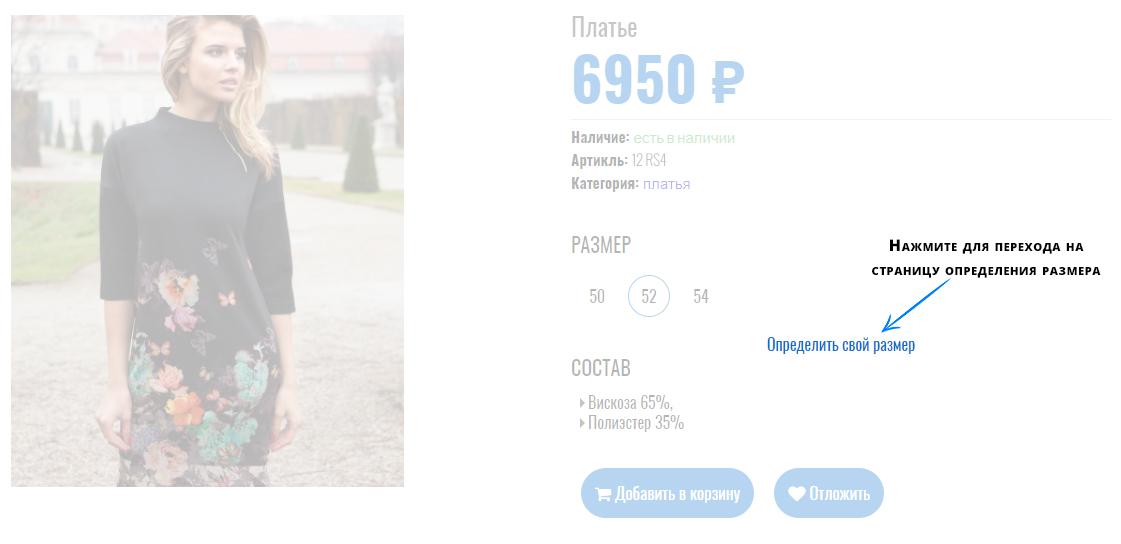 Платье
6950 ₽
Наличие: есть в наличии
Артикль: 12 RS4
Категория: платья
РАЗМЕР
Нажмите для перехода на
страницу определения размера
50 52 54
Определить свой размер
СОСТАВ
Вискоза 65%,
Полиэстер 35%
Добавить в корзину Отложить